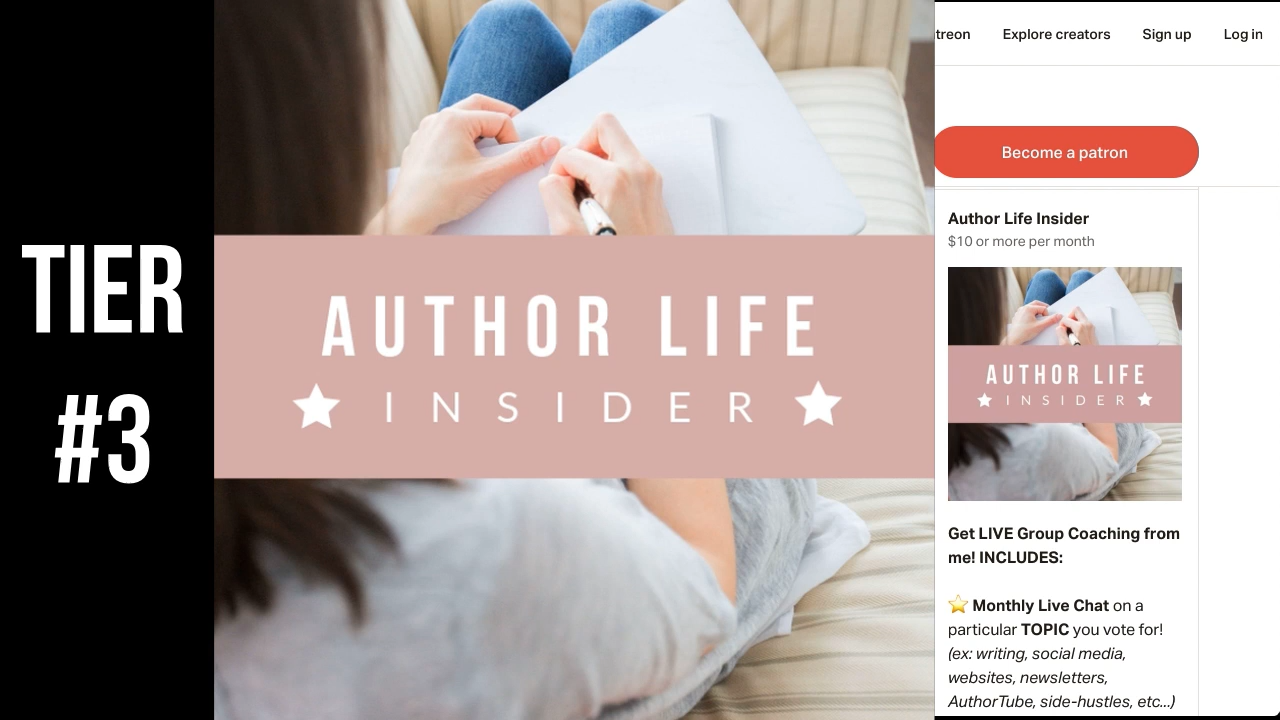 TIER
#3
AUTHOR LIFE
INSIDER
treon Explore creators Sign up Log in
Become a patron
Author Life Insider
$10 or more per month
AUTHOR LIFE
INSIDER
Get LIVE Group Coaching from
me! INCLUDES:
⭐ Monthly Live Chat on a
particular TOPIC you vote for!
(ex: writing, social media,
websites, newsletters,
AuthorTube, side-hustles, etc...)